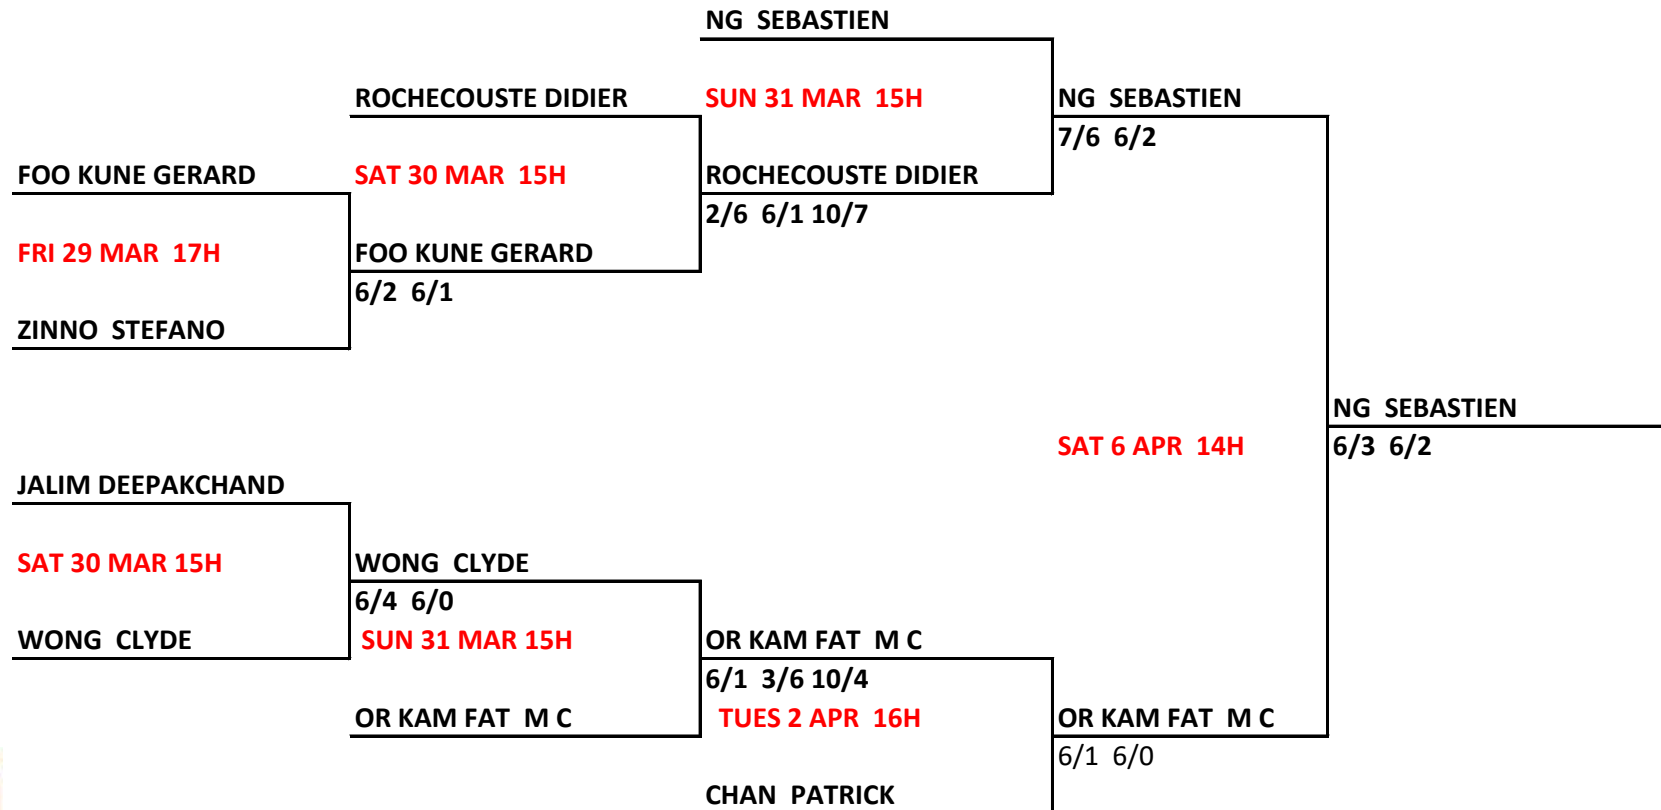 NG  SEBASTIEN
ROCHECOUSTE DIDIER
SUN 31 MAR  15H
NG  SEBASTIEN
7/6  6/2
FOO KUNE GERARD
SAT 30 MAR  15H
ROCHECOUSTE DIDIER
2/6  6/1 10/7
FRI 29 MAR  17H
FOO KUNE GERARD
6/2  6/1
ZINNO  STEFANO
NG  SEBASTIEN
SAT 6 APR  14H
6/3  6/2
JALIM DEEPAKCHAND
SAT 30 MAR 15H
WONG  CLYDE
6/4  6/0
WONG  CLYDE
SUN 31 MAR 15H
OR KAM FAT  M C
6/1  3/6 10/4
OR KAM FAT  M C
TUES 2 APR  16H
OR KAM FAT  M C
6/1  6/0
CHAN  PATRICK